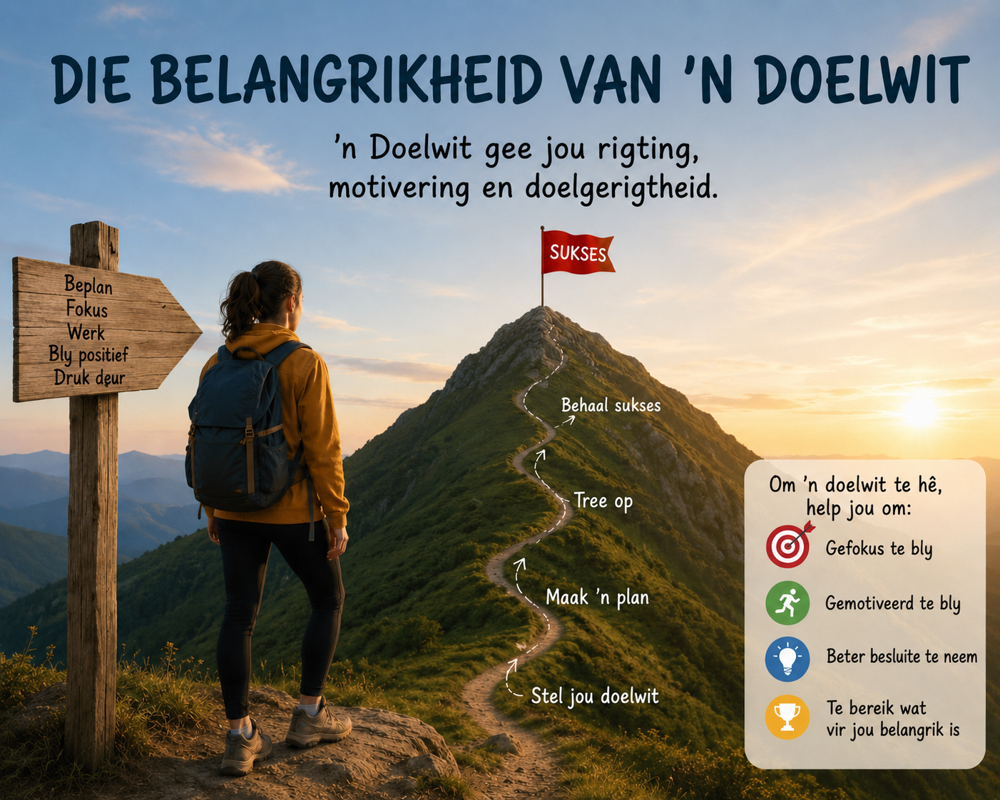 DIE BELANGRIKHEID VAN 'N DOELWIT
'n Doelwit gee jou rigting,
motivering en doelgerigtheid.
SUKSES
Beplan
Fokus
Werk
Bly positief
Druk deur
Behaal sukses
Tree op
Maak 'n plan
Stel jou doelwit
Om 'n doelwit te hê,
help jou om:
Gefokus te bly
Gemotiveerd te bly
Beter besluite te neem
Te bereik wat
vir jou belangrik is